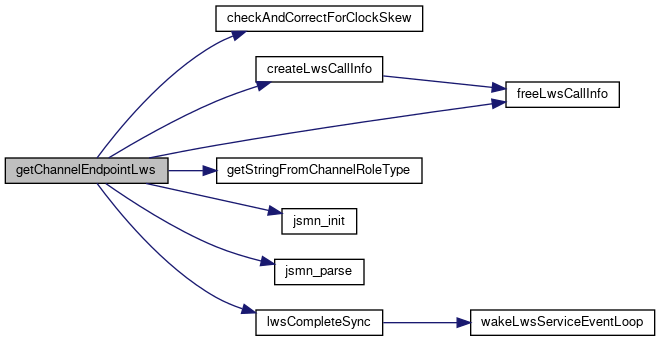 checkAndCorrectForClockSkew
createLwsCallInfo
freeLwsCallInfo
getChannelEndpointLws
getStringFromChannelRoleType
jsmn_init
jsmn_parse
lwsCompleteSync
wakeLwsServiceEventLoop